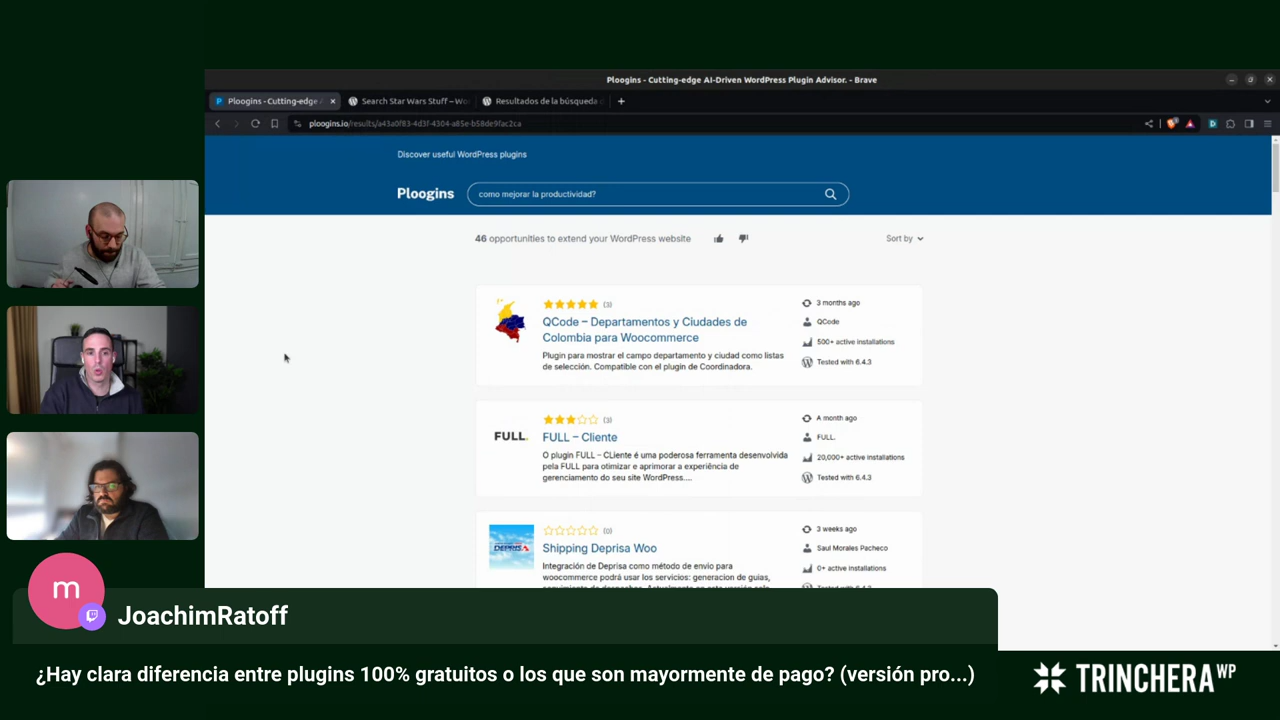 Ploogins - Cutting-edge AI-Driven WordPress Plugin Advisor. - Brave
Ploogins - Cutting-edge
Search Star Wars Stuff – Wo
Resultados de la búsqueda
ploogins.io/results/a43a0f83-4d3f-4304-a85e-b58de9fac2ca
Discover useful WordPress plugins
Ploogins
como mejorar la productividad?
46 opportunities to extend your WordPress website
Sort by
(3)
QCode – Departamentos y Ciudades de
Colombia para Woocommerce
Plugin para mostrar el campo departamento y ciudad como listas
de selección. Compatible con el plugin de Coordinadora.
3 months ago
QCode
500+ active installations
Tested with 6.4.3
FULL.
(3)
FULL – Cliente
O plugin FULL – CLiente é uma poderosa ferramenta desenvolvida
pela FULL para otimizar e aprimorar a experiência de
gerenciamento do seu site WordPress....
A month ago
FULL.
20,000+ active installations
Tested with 6.4.3
DEPRISA
(0)
Shipping Deprisa Woo
Integración de Deprisa como método de envio para
woocommerce podrá usar los servicios: generacion de guias,
3 weeks ago
Saul Morales Pacheco
0+ active installations
m
JoachimRatoff
¿Hay clara diferencia entre plugins 100% gratuitos o los que son mayormente de pago? (versión pro...)
TRINCHERA WP